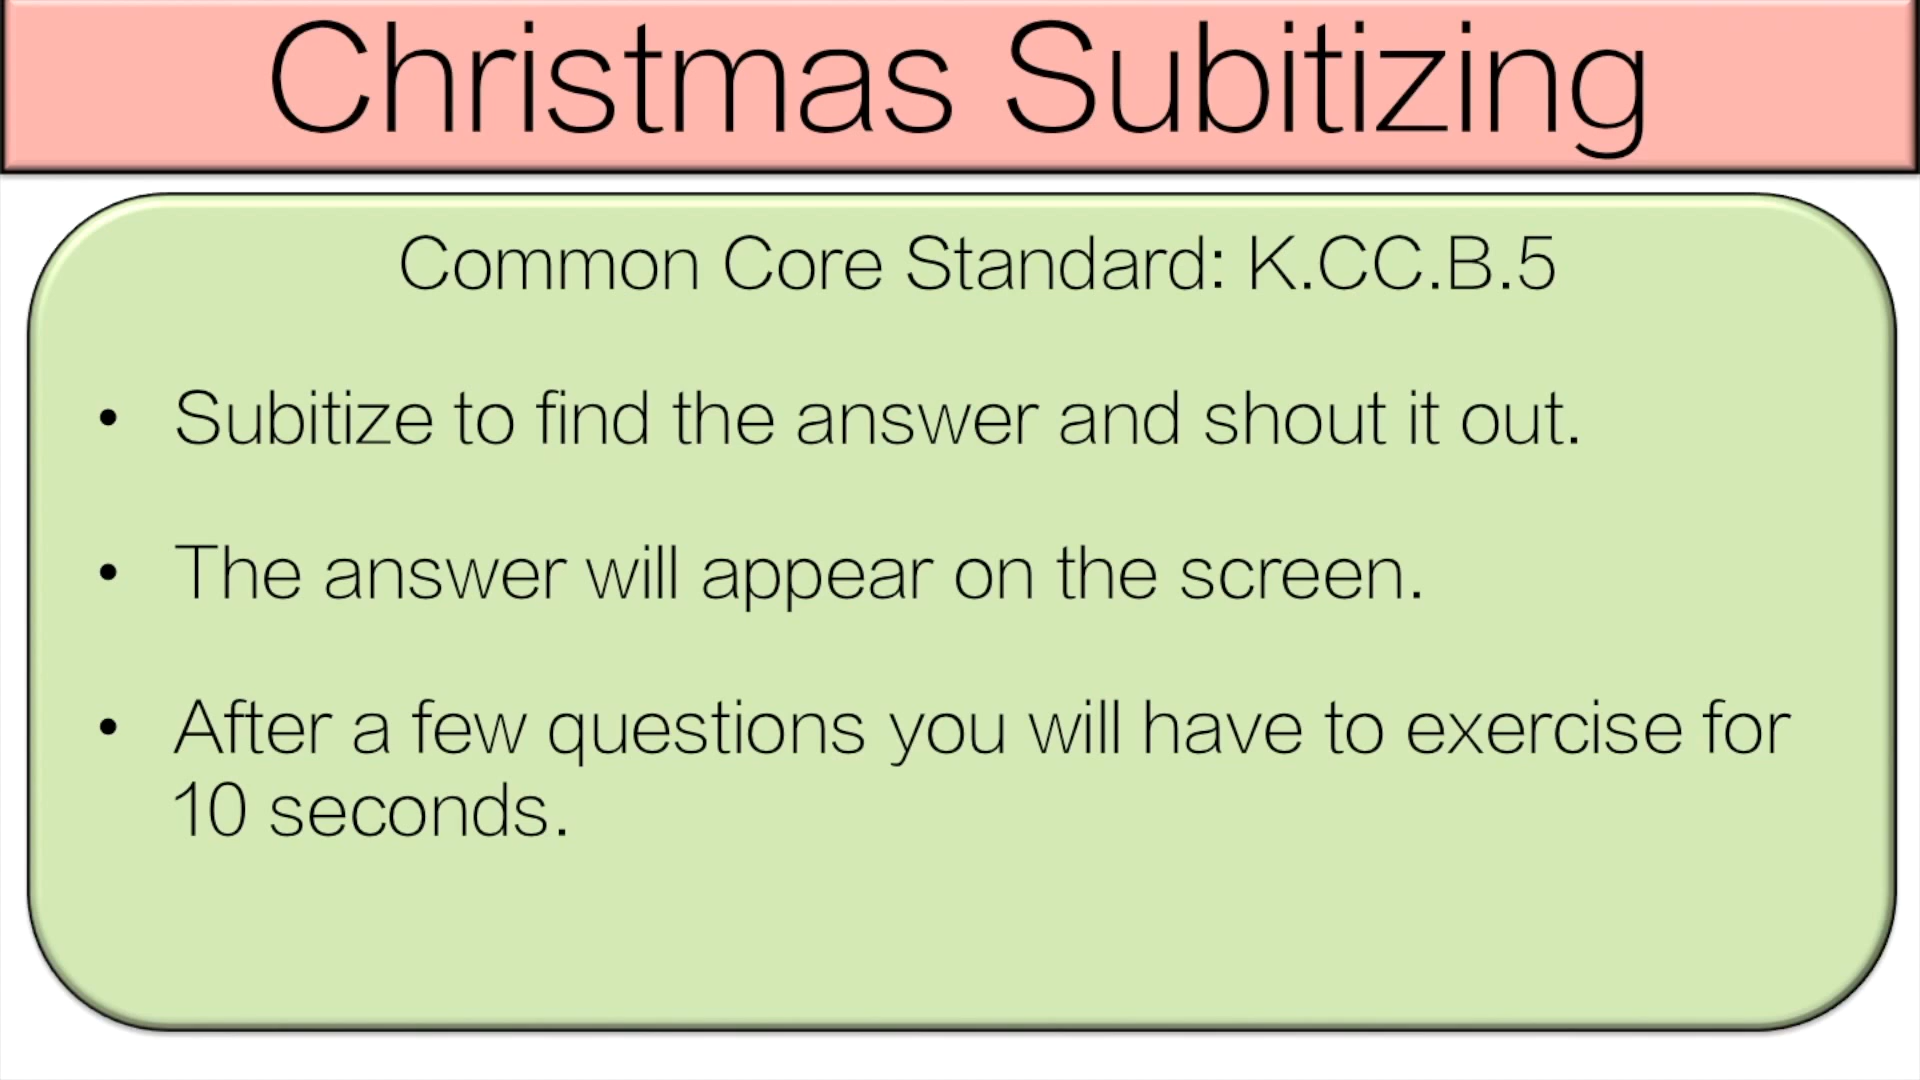 Christmas Subitizing
Common Core Standard: K.CC.B.5
• Subitize to find the answer and shout it out.
• The answer will appear on the screen.
• After a few questions you will have to exercise for
10 seconds.